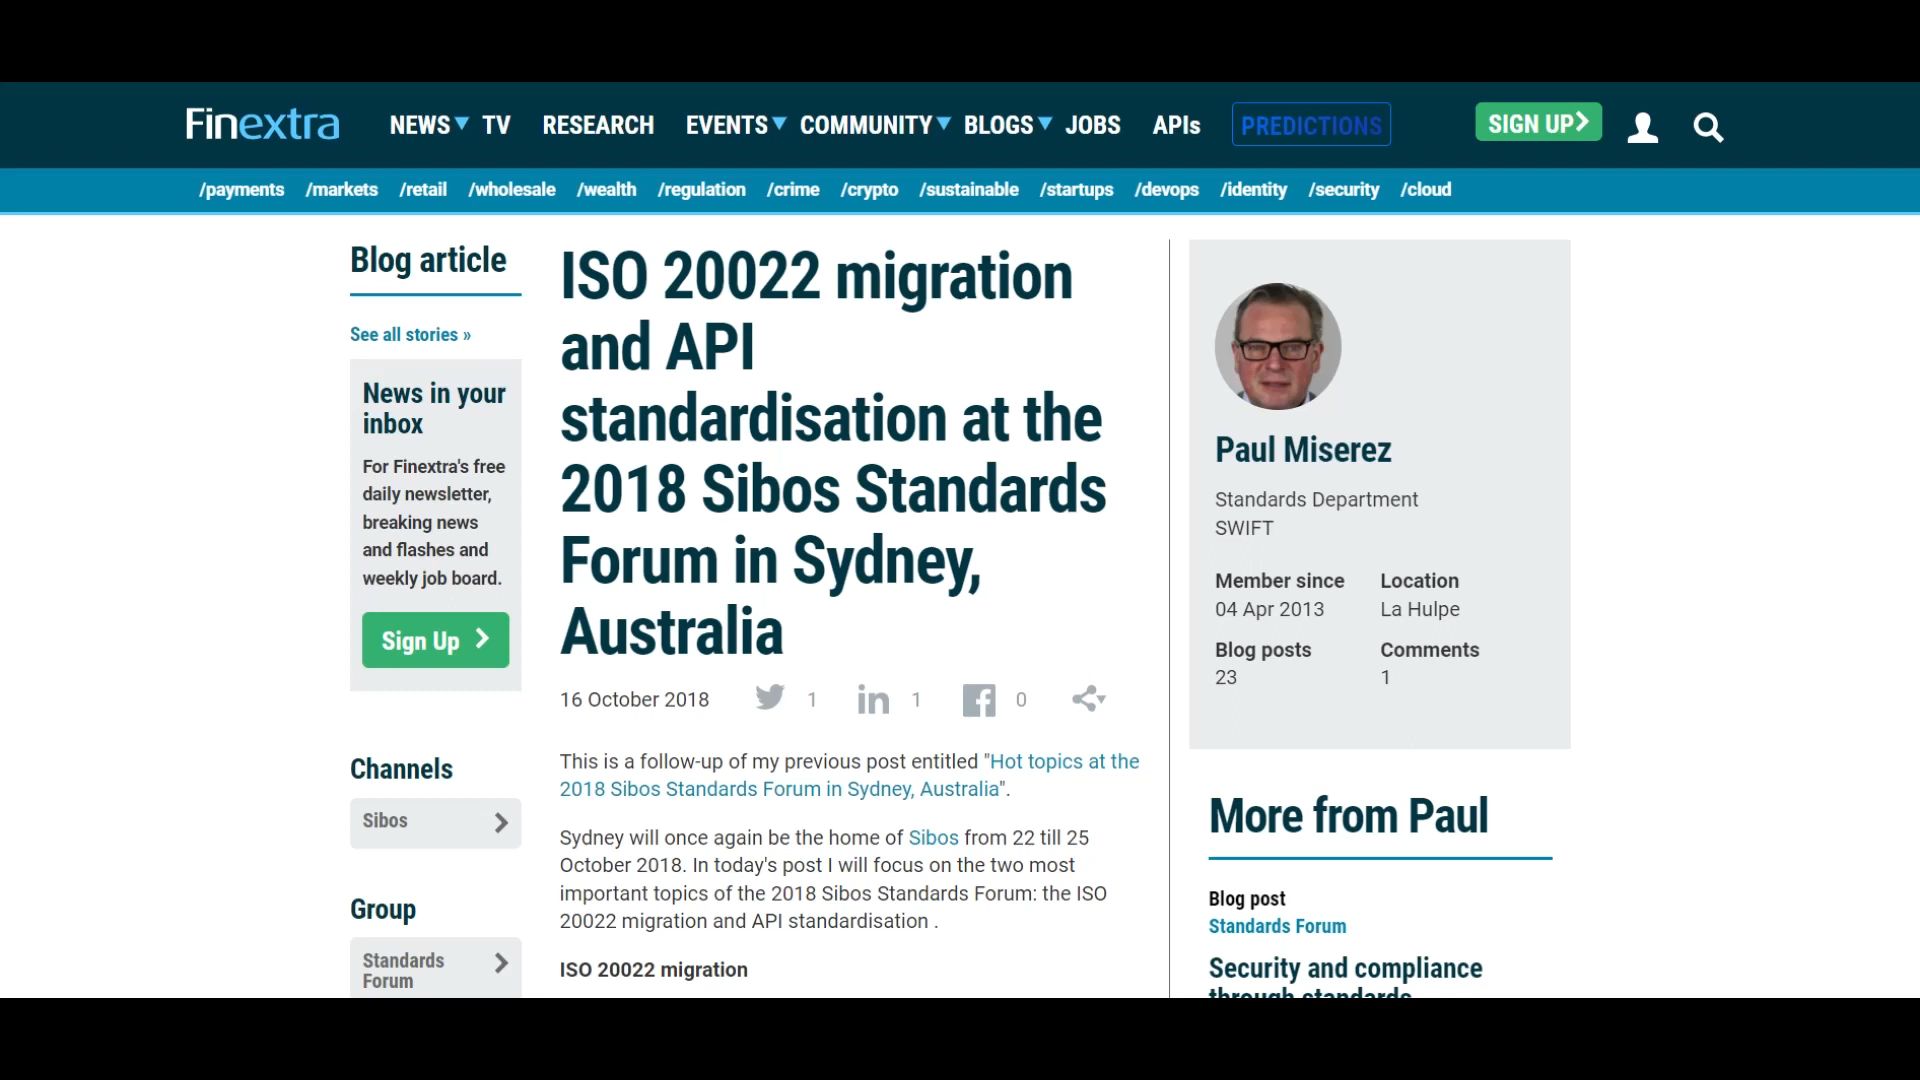 Finextra
NEWS TV RESEARCH EVENTS COMMUNITY BLOGS JOBS APIs PREDICTIONS SIGN UP
/payments /markets /retail /wholesale /wealth /regulation /crime /crypto /sustainable /startups /devops /identity /security /cloud
Blog article
See all stories »
News in your
inbox
For Finextra's free
daily newsletter,
breaking news
and flashes and
weekly job board.
Sign Up
Channels
Sibos
Group
Standards
Forum
ISO 20022 migration
and API
standardisation at the
2018 Sibos Standards
Forum in Sydney,
Australia
16 October 2018 1 1 0
This is a follow-up of my previous post entitled "Hot topics at the
2018 Sibos Standards Forum in Sydney, Australia".
Sydney will once again be the home of Sibos from 22 till 25
October 2018. In today's post I will focus on the two most
important topics of the 2018 Sibos Standards Forum: the ISO
20022 migration and API standardisation .
ISO 20022 migration
Paul Miserez
Standards Department
SWIFT
Member since Location
04 Apr 2013 La Hulpe
Blog posts Comments
23 1
More from Paul
Blog post
Standards Forum
Security and compliance
through standards